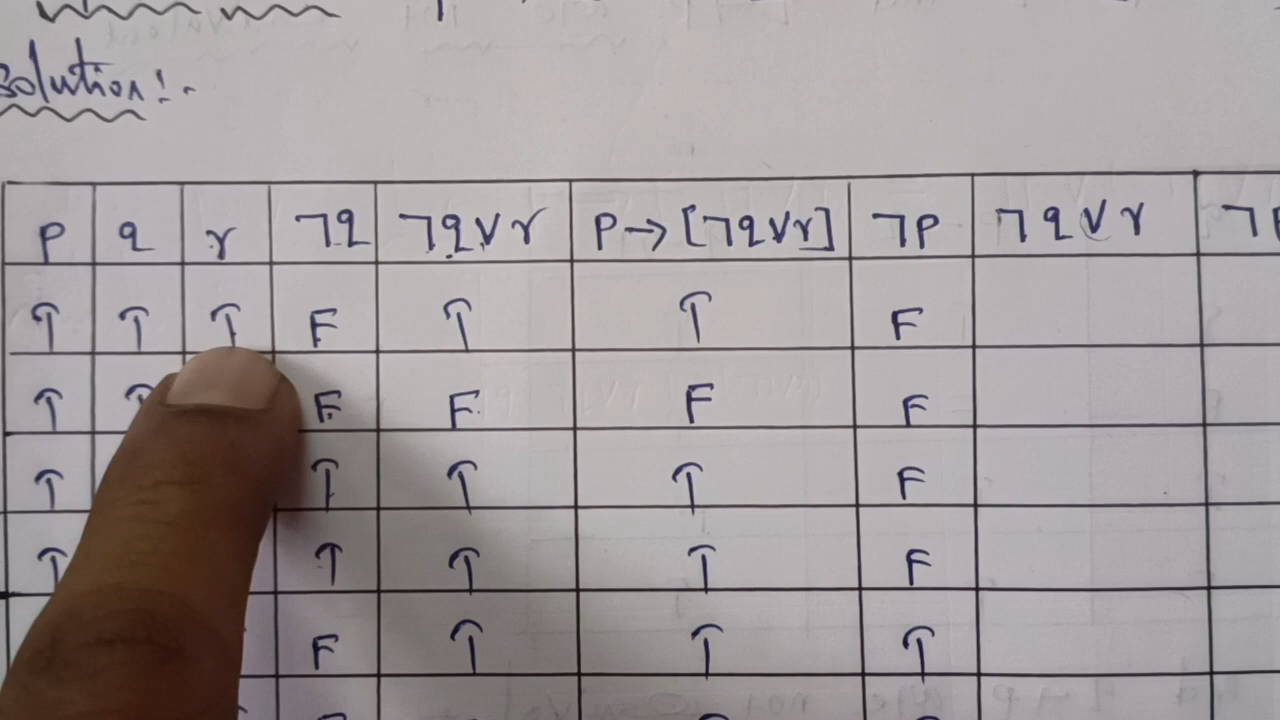 Solution:-
p q r ¬q ¬q∨r p→[¬q∨r] ¬p ¬q∨r ¬p
T T T F T T F
T T F F F F
T T T T F
T T T T F
F T T T